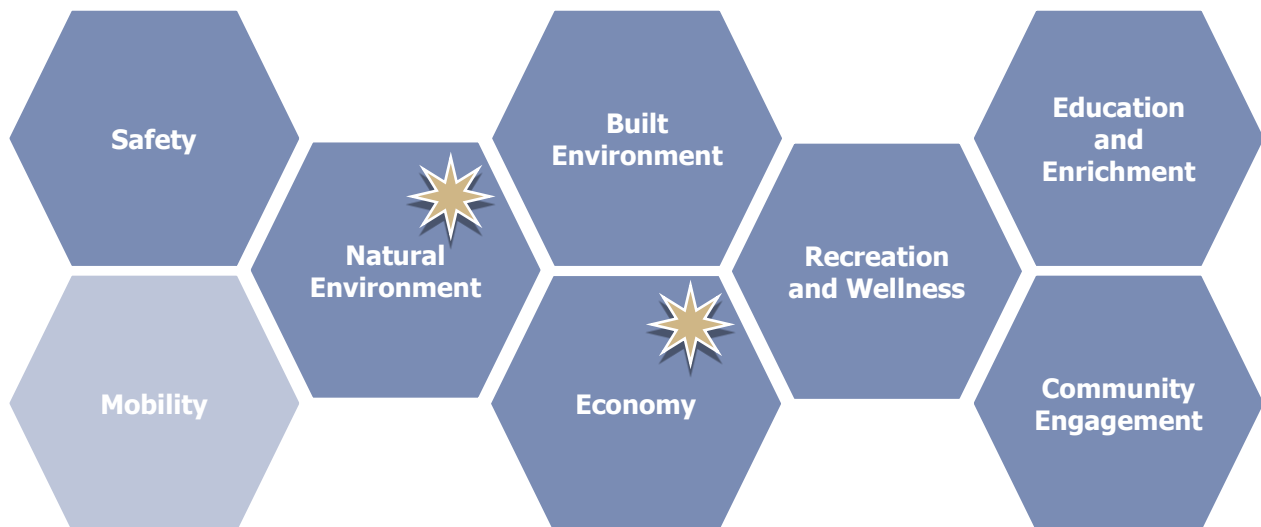 Safety
Mobility
Natural
Environment
Built
Environment
Economy
Recreation
and Wellness
Education
and
Enrichment
Community
Engagement